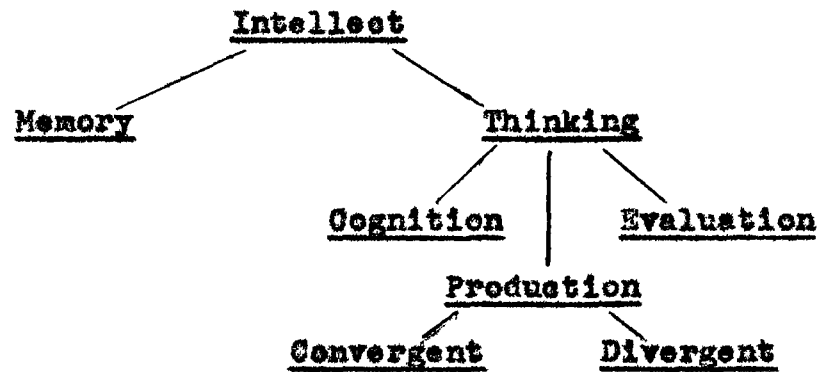 Intellect
Memory Thinking
Cognition Evaluation
Production
Convergent Divergent